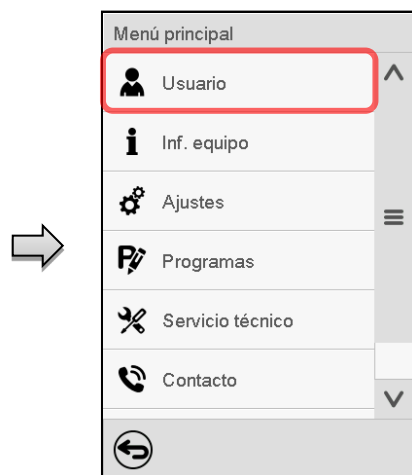 Menú principal
Usuario
Inf. equipo
Ajustes
Programas
Servicio técnico
Contacto